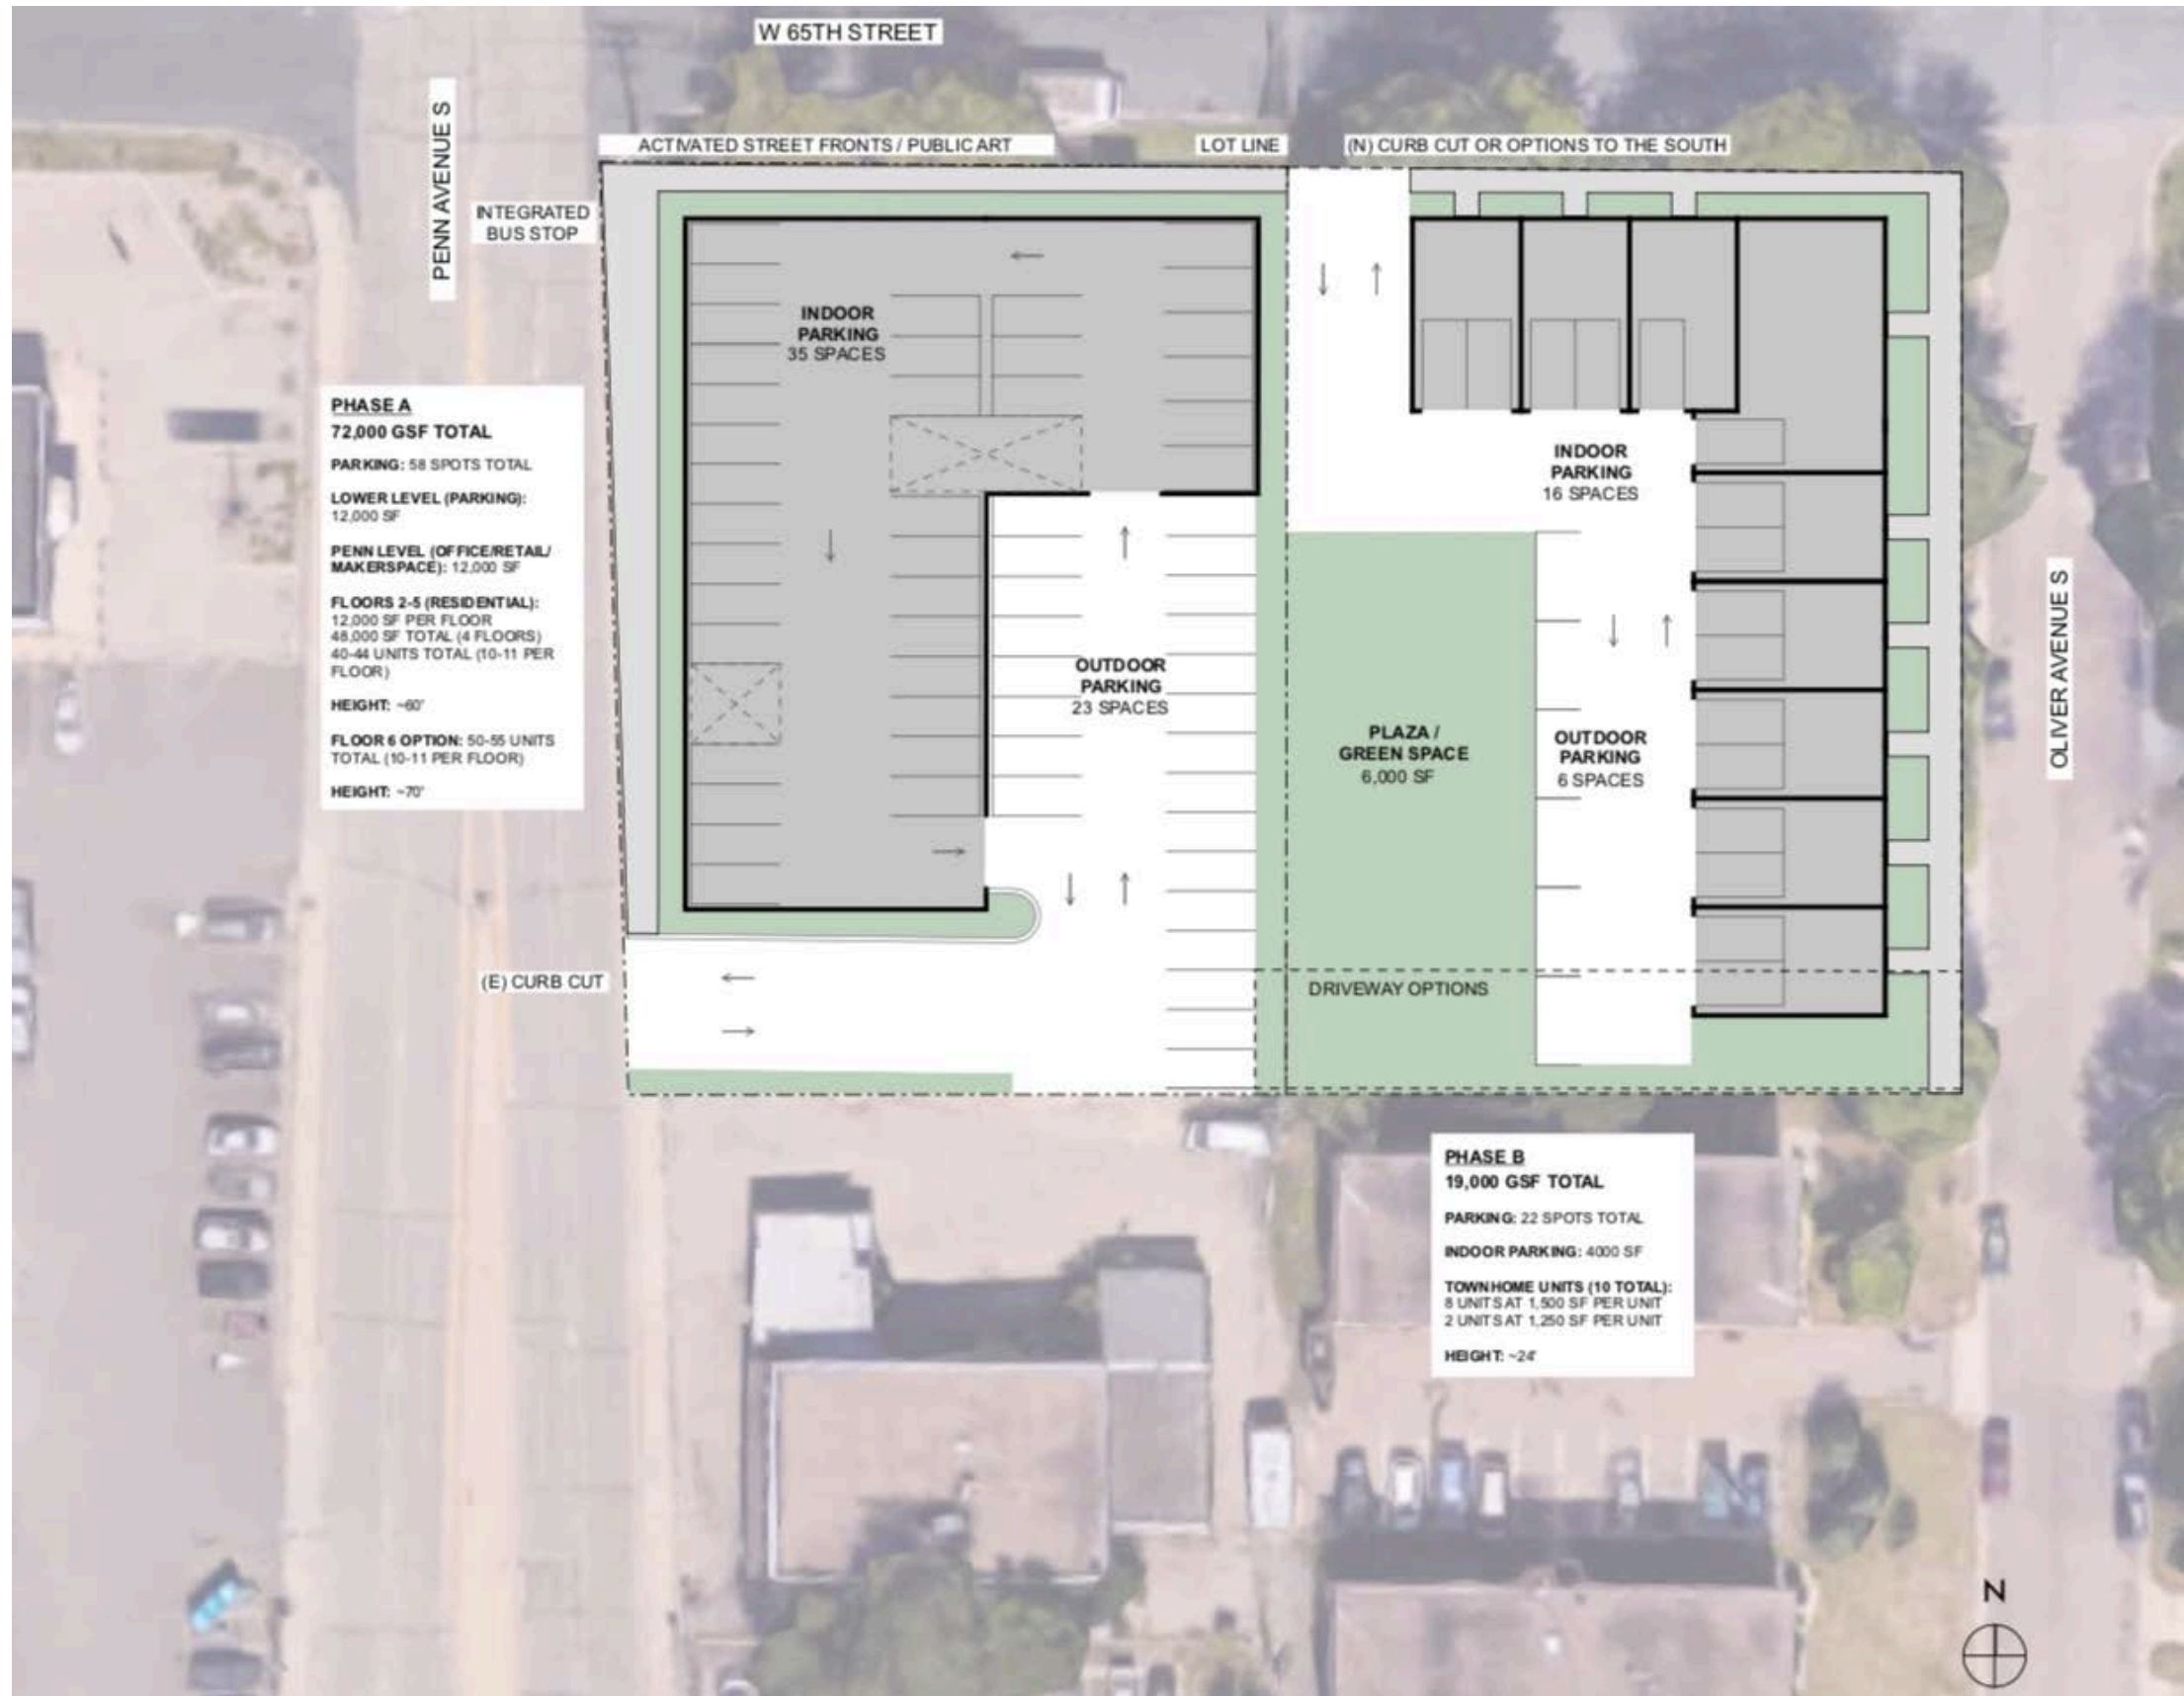 W 65TH STREET
PENN AVENUE S
ACTIVATED STREET FRONTS / PUBLIC ART
LOT LINE
(N) CURB CUT OR OPTIONS TO THE SOUTH
INTEGRATED
BUS STOP
INDOOR
PARKING
35 SPACES
PHASE A
72,000 GSF TOTAL
PARKING: 58 SPOTS TOTAL
LOWER LEVEL (PARKING):
12,000 SF
PENN LEVEL (OFFICE/RETAIL/
MAKERSPACE): 12,000 SF
FLOORS 2-5 (RESIDENTIAL):
12,000 SF PER FLOOR
48,000 SF TOTAL (4 FLOORS)
40-44 UNITS TOTAL (10-11 PER
FLOOR)
HEIGHT: ~60'
FLOOR 6 OPTION: 50-55 UNITS
TOTAL (10-11 PER FLOOR)
HEIGHT: ~70'
INDOOR
PARKING
16 SPACES
OUTDOOR
PARKING
23 SPACES
PLAZA /
GREEN SPACE
6,000 SF
OUTDOOR
PARKING
6 SPACES
OLIVER AVENUE S
(E) CURB CUT
DRIVEWAY OPTIONS
PHASE B
19,000 GSF TOTAL
PARKING: 22 SPOTS TOTAL
INDOOR PARKING: 4000 SF
TOWNHOME UNITS (10 TOTAL):
8 UNITS AT 1,500 SF PER UNIT
2 UNITS AT 1,250 SF PER UNIT
HEIGHT: ~24'
N